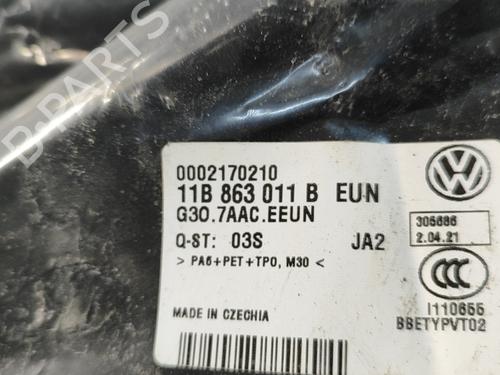 B-PARTS
0002170210
11B 863 011 B EUN
G30.7AAC.EEUN
Q-ST: 03S JA2
> PA6+PET+TPO, M30 <
MADE IN CZECHIA
305686
2.04.21
CCC
I110655
BBETYPVT02